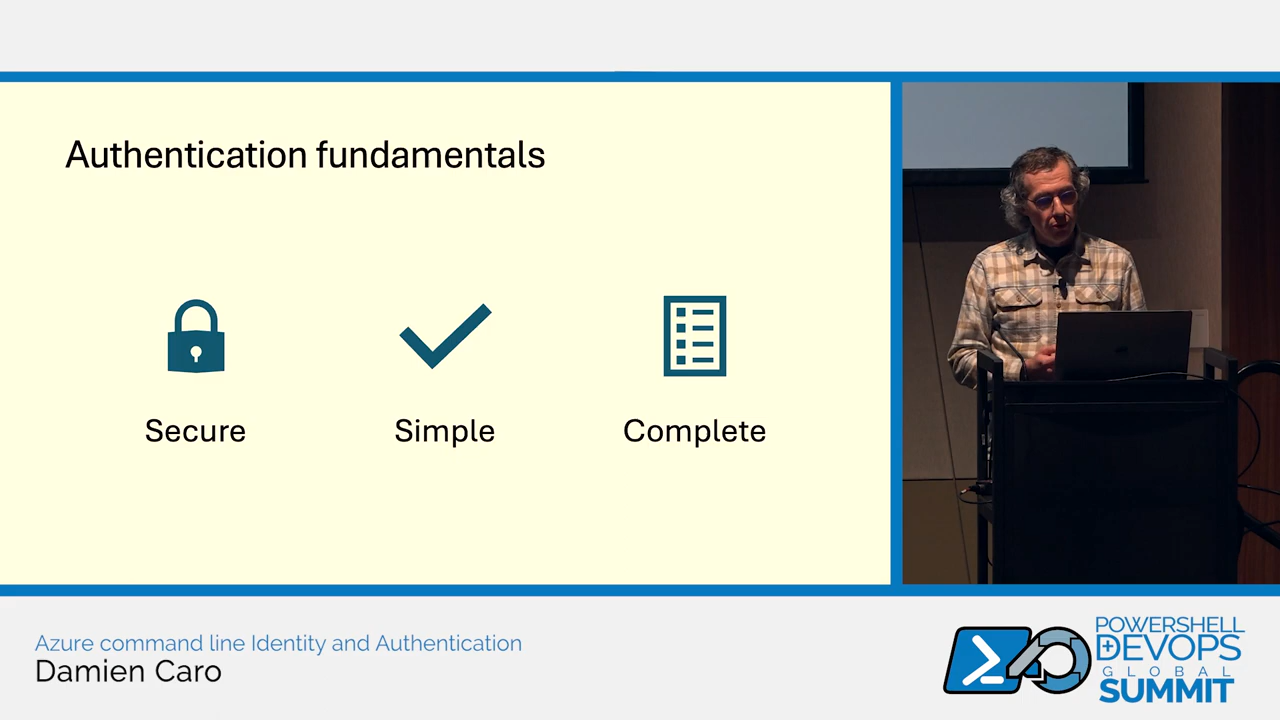 Authentication fundamentals
Secure
Simple
Complete
Azure command line Identity and Authentication
Damien Caro
POWERSHELL
DEVOPS
GLOBAL
SUMMIT